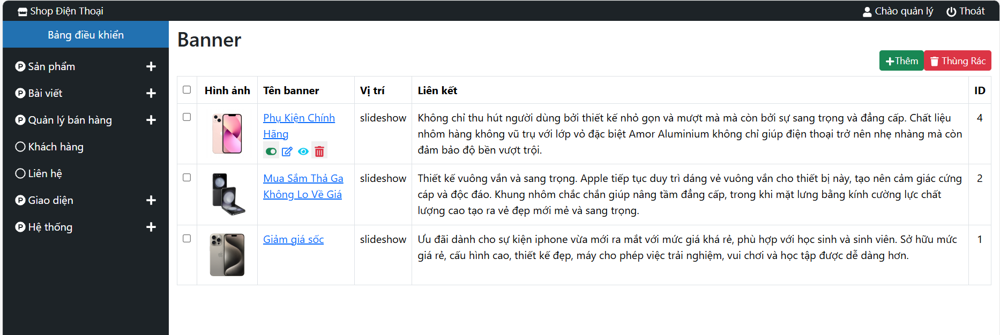 Shop Điện Thoại
Chào quản lý
Thoát
Bảng điều khiển
Sản phẩm
Bài viết
Quản lý bán hàng
Khách hàng
Liên hệ
Giao diện
Hệ thống
Banner
Thêm
Thùng Rác
Hình ảnh Tên banner Vị trí Liên kết ID
Phụ Kiện Chính
Hãng
slideshow
Không chỉ thu hút người dùng bởi thiết kế nhỏ gọn và mượt mà mà còn bởi sự sang trọng và đẳng cấp. Chất liệu
nhôm hàng không vũ trụ với lớp vỏ đặc biệt Amor Aluminium không chỉ giúp điện thoại trở nên nhẹ nhàng mà còn
đảm bảo độ bền vượt trội.
4
Mua Sắm Thả Ga
Không Lo Về Giá
slideshow
Thiết kế vuông vắn và sang trọng. Apple tiếp tục duy trì dáng vẻ vuông vắn cho thiết bị này, tạo nên cảm giác cứng
cáp và độc đáo. Khung nhôm chắc chắn giúp nâng tầm đẳng cấp, trong khi mặt lưng bằng kính cường lực chất
lượng cao tạo ra vẻ đẹp mới mẻ và sang trọng.
2
Giảm giá sốc
slideshow
Ưu đãi dành cho sự kiện iphone vừa mới ra mắt với mức giá khá rẻ, phù hợp với học sinh và sinh viên. Sở hữu mức
giá rẻ, cấu hình cao, thiết kế đẹp, máy cho phép việc trải nghiệm, vui chơi và học tập được dễ dàng hơn.
1